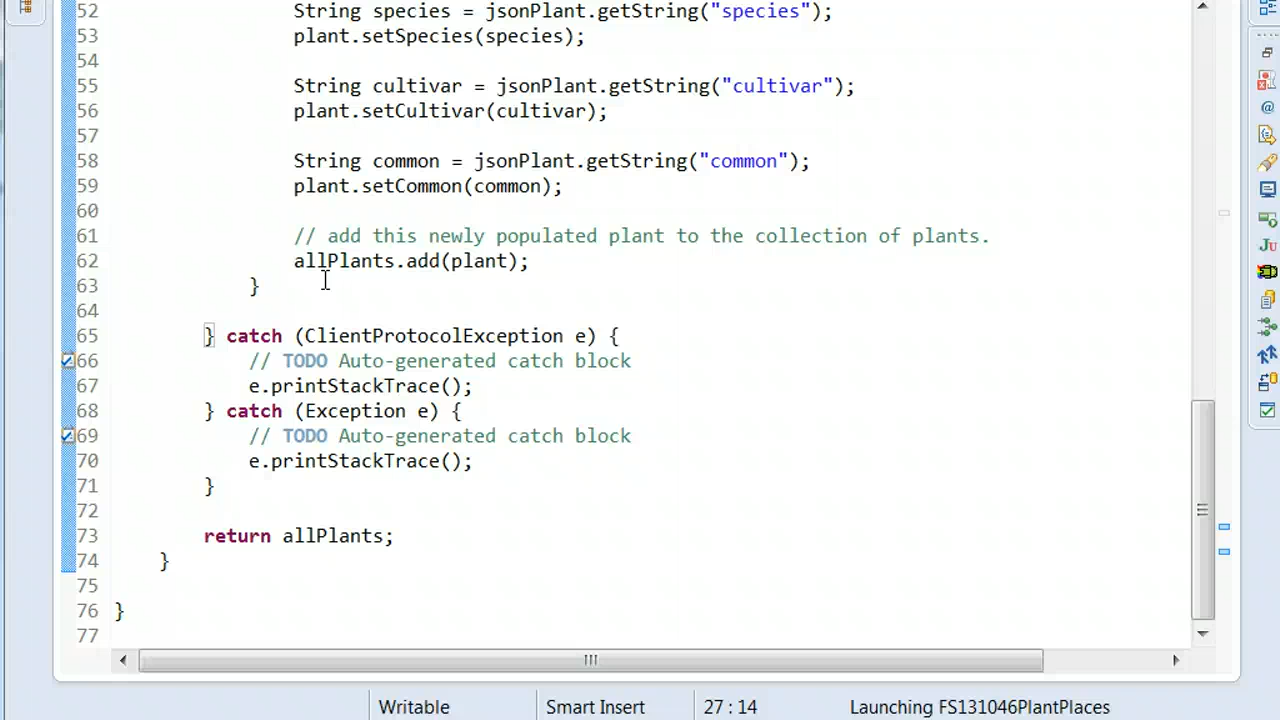 52 String species = jsonPlant.getString("species");
53 plant.setSpecies(species);
54
55 String cultivar = jsonPlant.getString("cultivar");
56 plant.setCultivar(cultivar);
57
58 String common = jsonPlant.getString("common");
59 plant.setCommon(common);
60
61 // add this newly populated plant to the collection of plants.
62 allPlants.add(plant);
63 }
64
65 } catch (ClientProtocolException e) {
66 // TODO Auto-generated catch block
67 e.printStackTrace();
68 } catch (Exception e) {
69 // TODO Auto-generated catch block
70 e.printStackTrace();
71 }
72
73 return allPlants;
74 }
75
76 }
77
Writable Smart Insert 27 : 14 Launching FS131046PlantPlaces